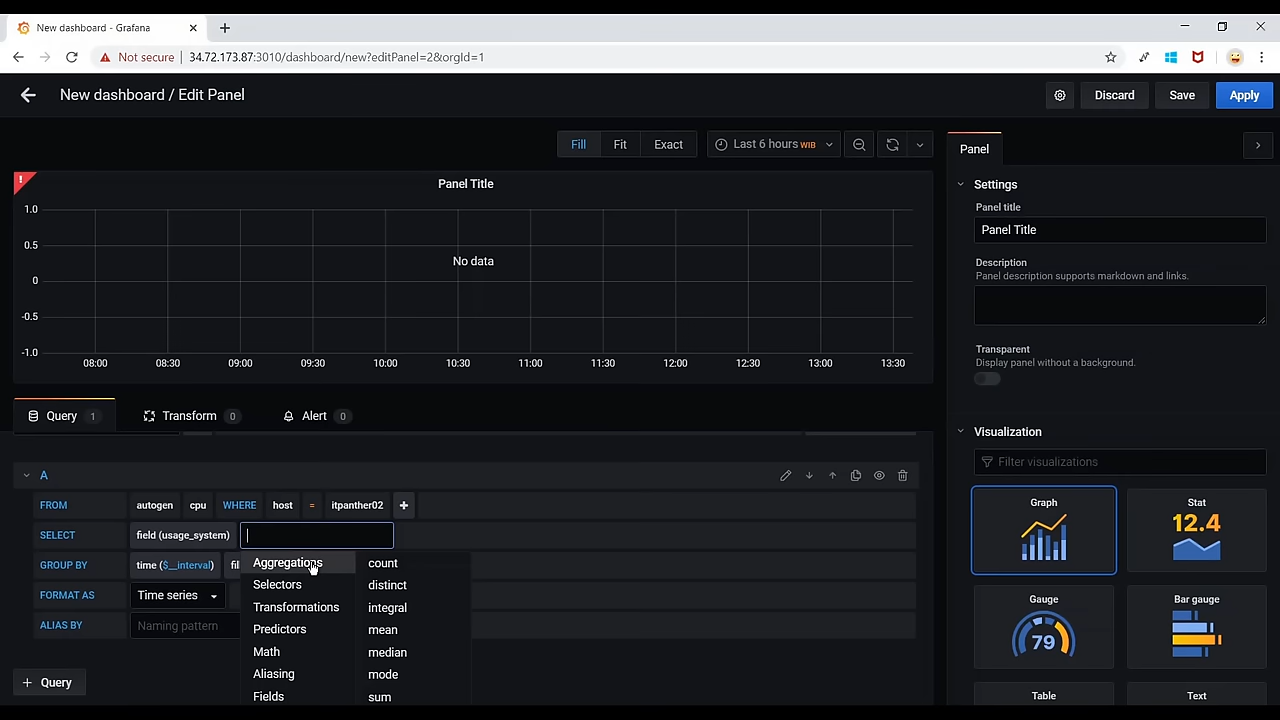 New dashboard - Grafana
Not secure 34.72.173.87:3010/dashboard/new?editPanel=2&orgId=1
New dashboard / Edit Panel
Discard Save Apply
Fill Fit Exact Last 6 hours WIB
Panel
Panel Title
1.0
0.5
0
-0.5
-1.0
No data
08:00 08:30 09:00 09:30 10:00 10:30 11:00 11:30 12:00 12:30 13:00 13:30
Settings
Panel title
Panel Title
Description
Panel description supports markdown and links.
Transparent
Display panel without a background.
Query 1 Transform 0 Alert 0
A
FROM autogen cpu WHERE host = itpanther02 +
SELECT field (usage_system)
GROUP BY time ($__interval) fil
FORMAT AS Time series
ALIAS BY Naming pattern
+ Query
Aggregations
Selectors
Transformations
Predictors
Math
Aliasing
Fields
count
distinct
integral
mean
median
mode
sum
Visualization
Filter visualizations
Graph
Stat
12.4
Gauge
79
Bar gauge
Table
Text